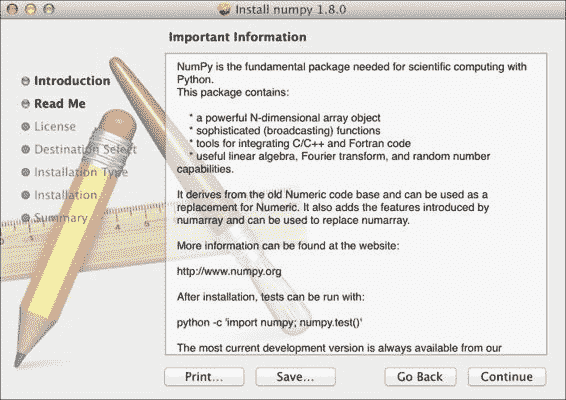 Install numpy 1.8.0
Important Information
Introduction
Read Me
License
Destination Select
Installation Type
Installation
Summary
NumPy is the fundamental package needed for scientific computing with
Python.
This package contains:
* a powerful N-dimensional array object
* sophisticated (broadcasting) functions
* tools for integrating C/C++ and Fortran code
* useful linear algebra, Fourier transform, and random number
capabilities.
It derives from the old Numeric code base and can be used as a
replacement for Numeric. It also adds the features introduced by
numarray and can be used to replace numarray.
More information can be found at the website:
http://www.numpy.org
After installation, tests can be run with:
python -c 'import numpy; numpy.test()'
The most current development version is always available from our
Print...
Save...
Go Back
Continue